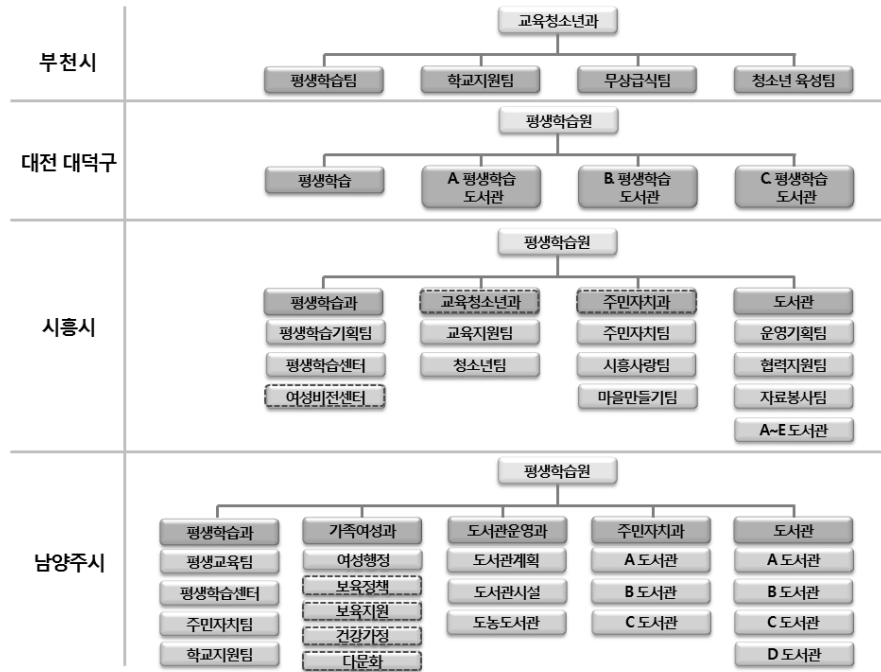 부천시
교육청소년과
평생학습팀
학교지원팀
무상급식팀
청소년 육성팀
대전 대덕구
평생학습원
평생학습
A. 평생학습
도서관
B. 평생학습
도서관
C. 평생학습
도서관
시흥시
평생학습원
평생학습과
교육청소년과
주민자치과
도서관
평생학습기획팀
교육지원팀
주민자치팀
운영기획팀
평생학습센터
청소년팀
시흥사랑팀
협력지원팀
여성비전센터
마을만들기팀
자료봉사팀
A~E 도서관
남양주시
평생학습원
평생학습과
가족여성과
도서관운영과
주민자치과
도서관
평생교육팀
여성행정
도서관계획
A 도서관
A 도서관
평생학습센터
보육정책
도서관시설
B 도서관
B 도서관
주민자치팀
보육지원
도농도서관
C 도서관
C 도서관
학교지원팀
건강가정
다문화
D 도서관